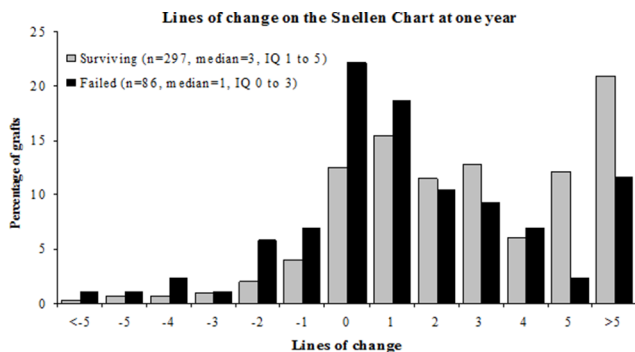 Lines of change on the Snellen Chart at one year
25
Surviving (n=297, median=3, IQ 1 to 5)
Failed (n=86, median=1, IQ 0 to 3)
20
15
10
5
0
Percentage of grafts
<-5 -5 -4 -3 -2 -1 0 1 2 3 4 5 >5
Lines of change